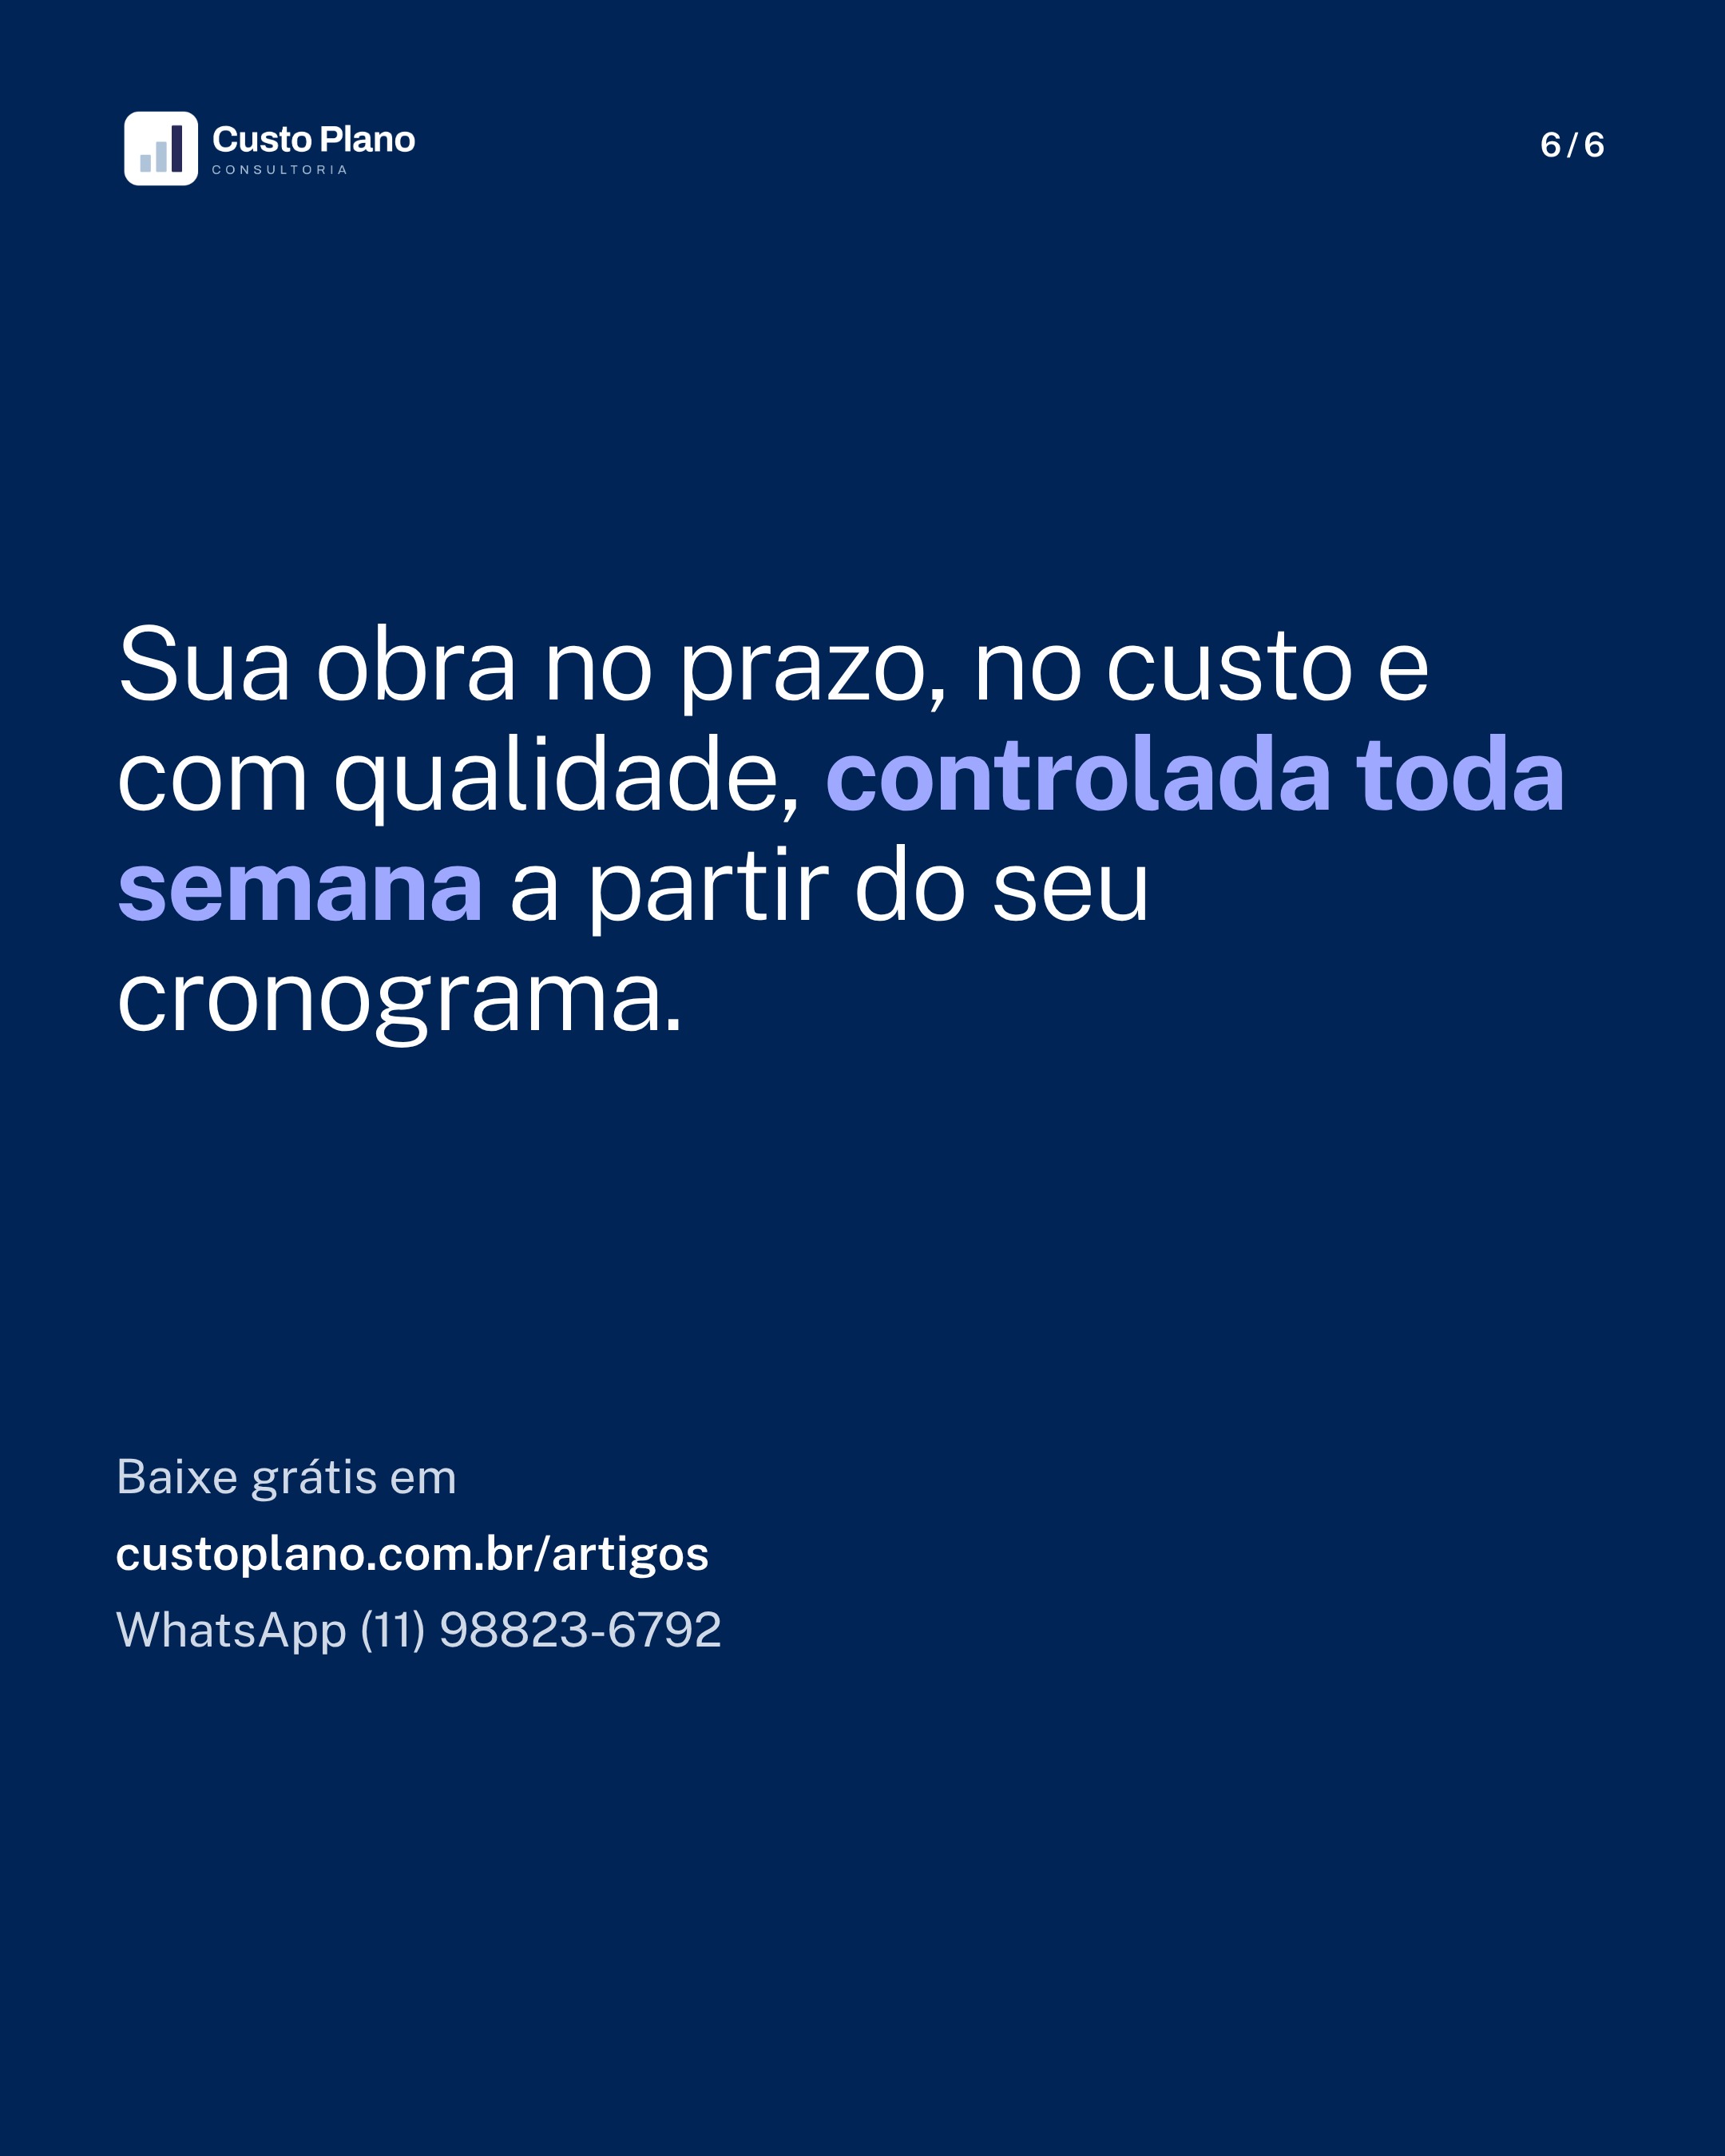 Custo Plano
CONSULTORIA
6/6
Sua obra no prazo, no custo e
com qualidade, controlada toda
semana a partir do seu
cronograma.
Baixe grátis em
custoplano.com.br/artigos
WhatsApp (11) 98823-6792